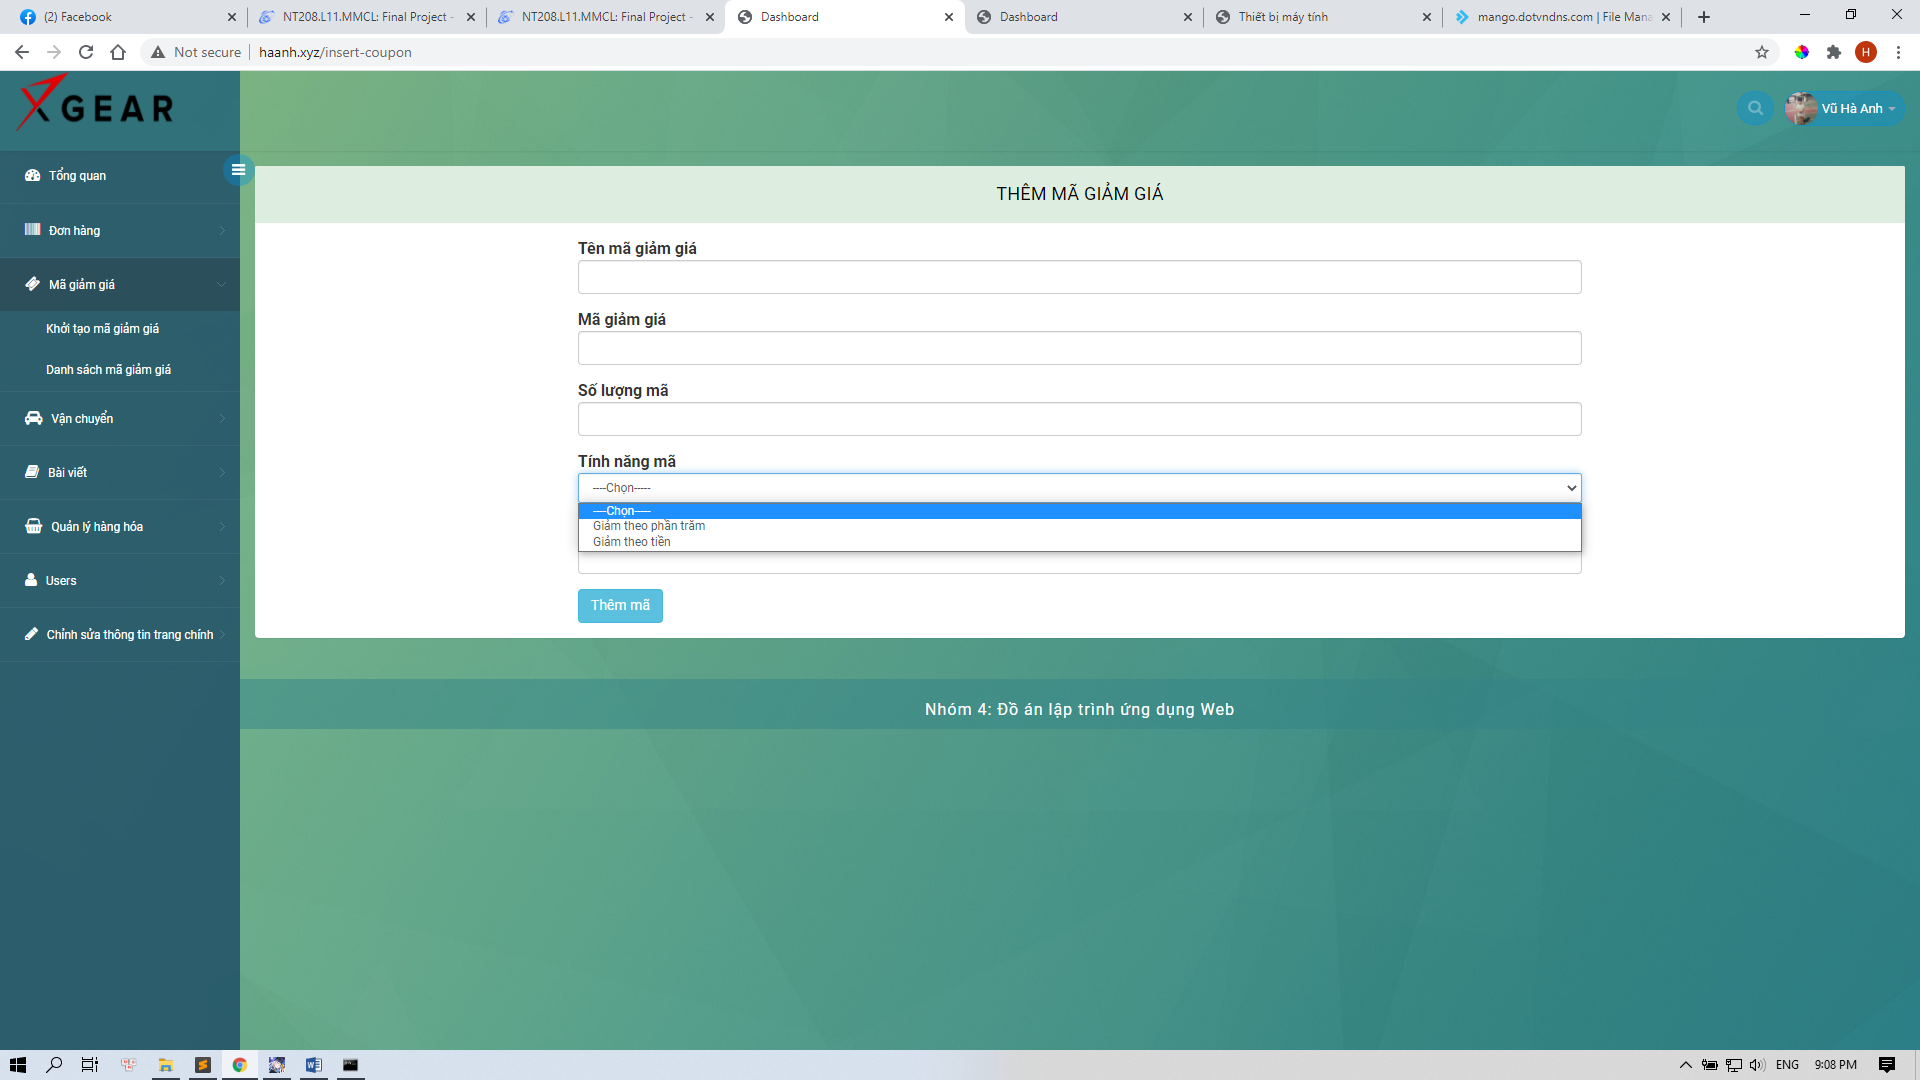 (2) Facebook
NT208.L11.MMCL: Final Project -
NT208.L11.MMCL: Final Project -
Dashboard
Dashboard
Thiết bị máy tính
mango.dotvndns.com | File Mana
Not secure
haanh.xyz/insert-coupon
H
XGEAR
Vũ Hà Anh
Tổng quan
Đơn hàng
Mã giảm giá
Khởi tạo mã giảm giá
Danh sách mã giảm giá
Vận chuyển
Bài viết
Quản lý hàng hóa
Users
Chỉnh sửa thông tin trang chính
THÊM MÃ GIẢM GIÁ
Tên mã giảm giá
Mã giảm giá
Số lượng mã
Tính năng mã
----Chọn-----
----Chọn-----
Giảm theo phần trăm
Giảm theo tiền
Thêm mã
Nhóm 4: Đồ án lập trình ứng dụng Web
ENG
9:08 PM